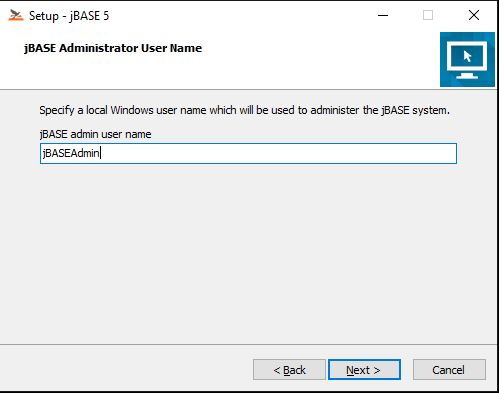 Setup - jBASE 5
jBASE Administrator User Name
Specify a local Windows user name which will be used to administer the jBASE system.
jBASE admin user name
jBASEAdmin
< Back
Next >
Cancel